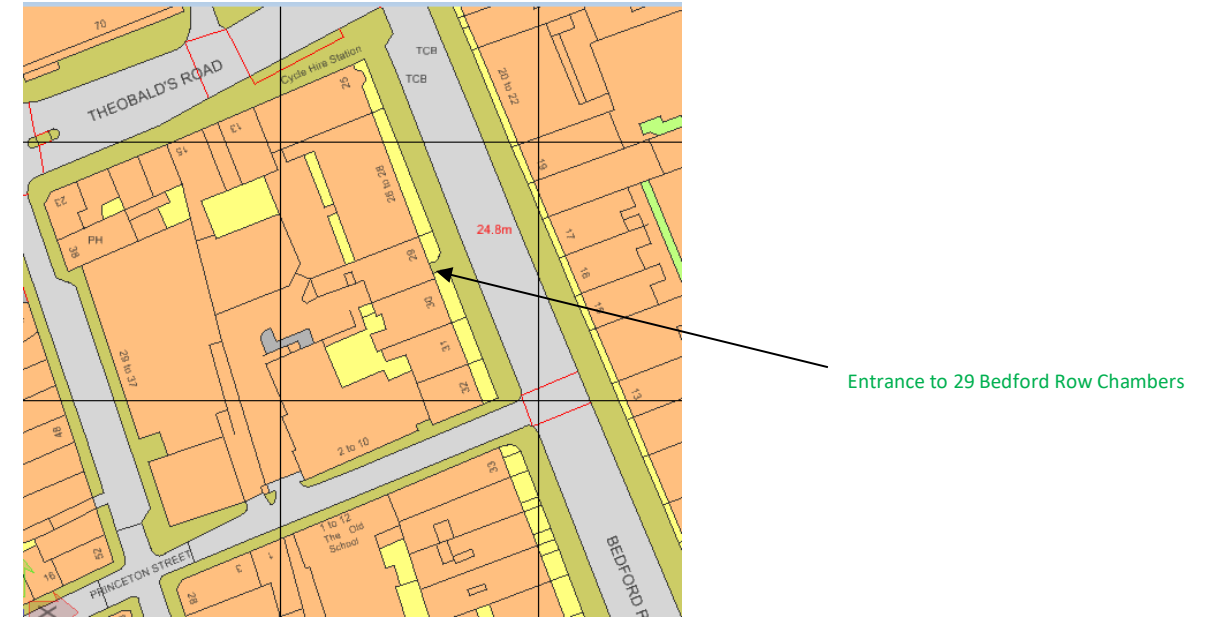 70
THEOBALD'S ROAD
Cycle Hire Station
TCB
TCB
25
20 to 22
13
15
19
26 to 28
23
PH
38
24.8m
17
29
16
30
15
31
29 to 37
32
13
Entrance to 29 Bedford Row Chambers
48
2 to 10
33
1 to 12
The Old
School
BEDFORD R
52
1
3
PRINCETON STREET
16
28